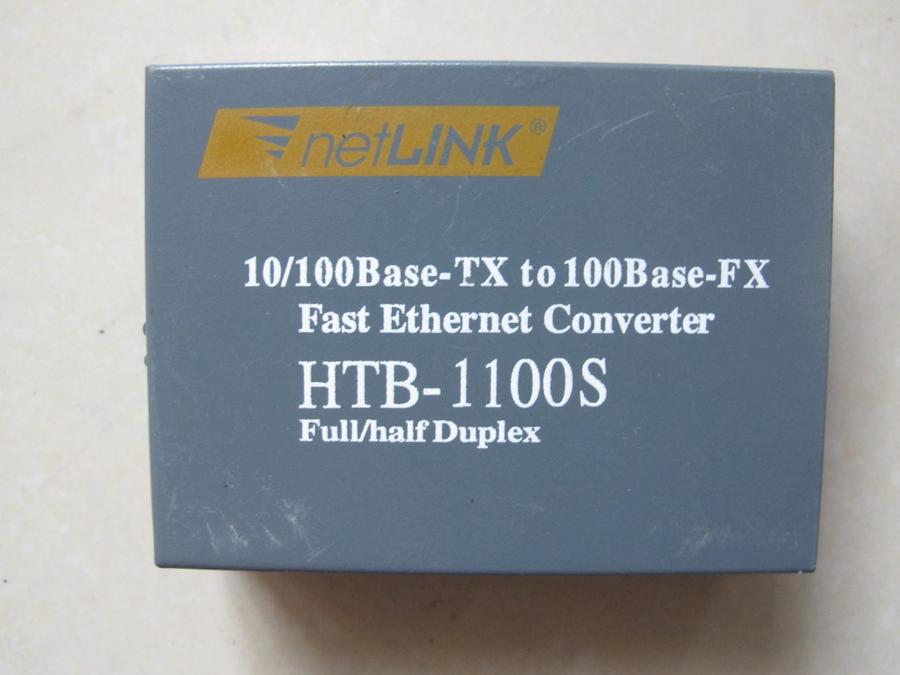 netLINK®
10/100Base-TX to 100Base-FX
Fast Ethernet Converter
HTB-1100S
Full/half Duplex